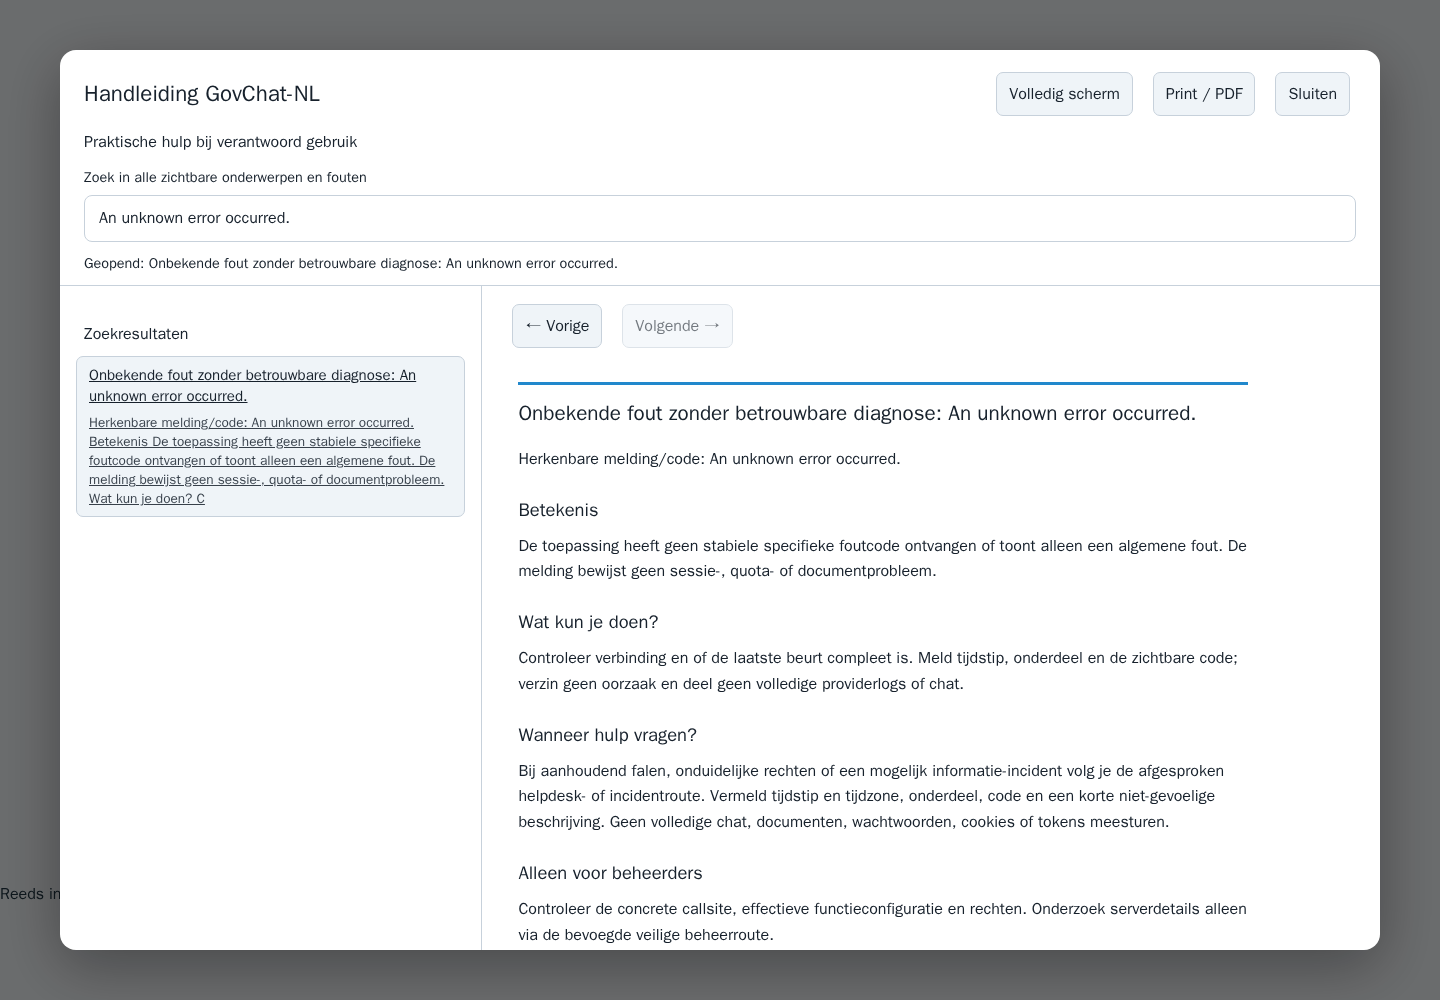 Handleiding GovChat-NL
Volledig scherm
Print / PDF
Sluiten
Praktische hulp bij verantwoord gebruik
Zoek in alle zichtbare onderwerpen en fouten
An unknown error occurred.
Geopend: Onbekende fout zonder betrouwbare diagnose: An unknown error occurred.
Zoekresultaten
Onbekende fout zonder betrouwbare diagnose: An
unknown error occurred.
Herkenbare melding/code: An unknown error occurred.
Betekenis De toepassing heeft geen stabiele specifieke
foutcode ontvangen of toont alleen een algemene fout. De
melding bewijst geen sessie-, quota- of documentprobleem.
Wat kun je doen? C
← Vorige
Volgende →
Onbekende fout zonder betrouwbare diagnose: An unknown error occurred.
Herkenbare melding/code: An unknown error occurred.
Betekenis
De toepassing heeft geen stabiele specifieke foutcode ontvangen of toont alleen een algemene fout. De
melding bewijst geen sessie-, quota- of documentprobleem.
Wat kun je doen?
Controleer verbinding en of de laatste beurt compleet is. Meld tijdstip, onderdeel en de zichtbare code;
verzin geen oorzaak en deel geen volledige providerlogs of chat.
Wanneer hulp vragen?
Bij aanhoudend falen, onduidelijke rechten of een mogelijk informatie-incident volg je de afgesproken
helpdesk- of incidentroute. Vermeld tijdstip en tijdzone, onderdeel, code en een korte niet-gevoelige
beschrijving. Geen volledige chat, documenten, wachtwoorden, cookies of tokens meesturen.
Alleen voor beheerders
Controleer de concrete callsite, effectieve functieconfiguratie en rechten. Onderzoek serverdetails alleen
via de bevoegde veilige beheerroute.
Reeds in